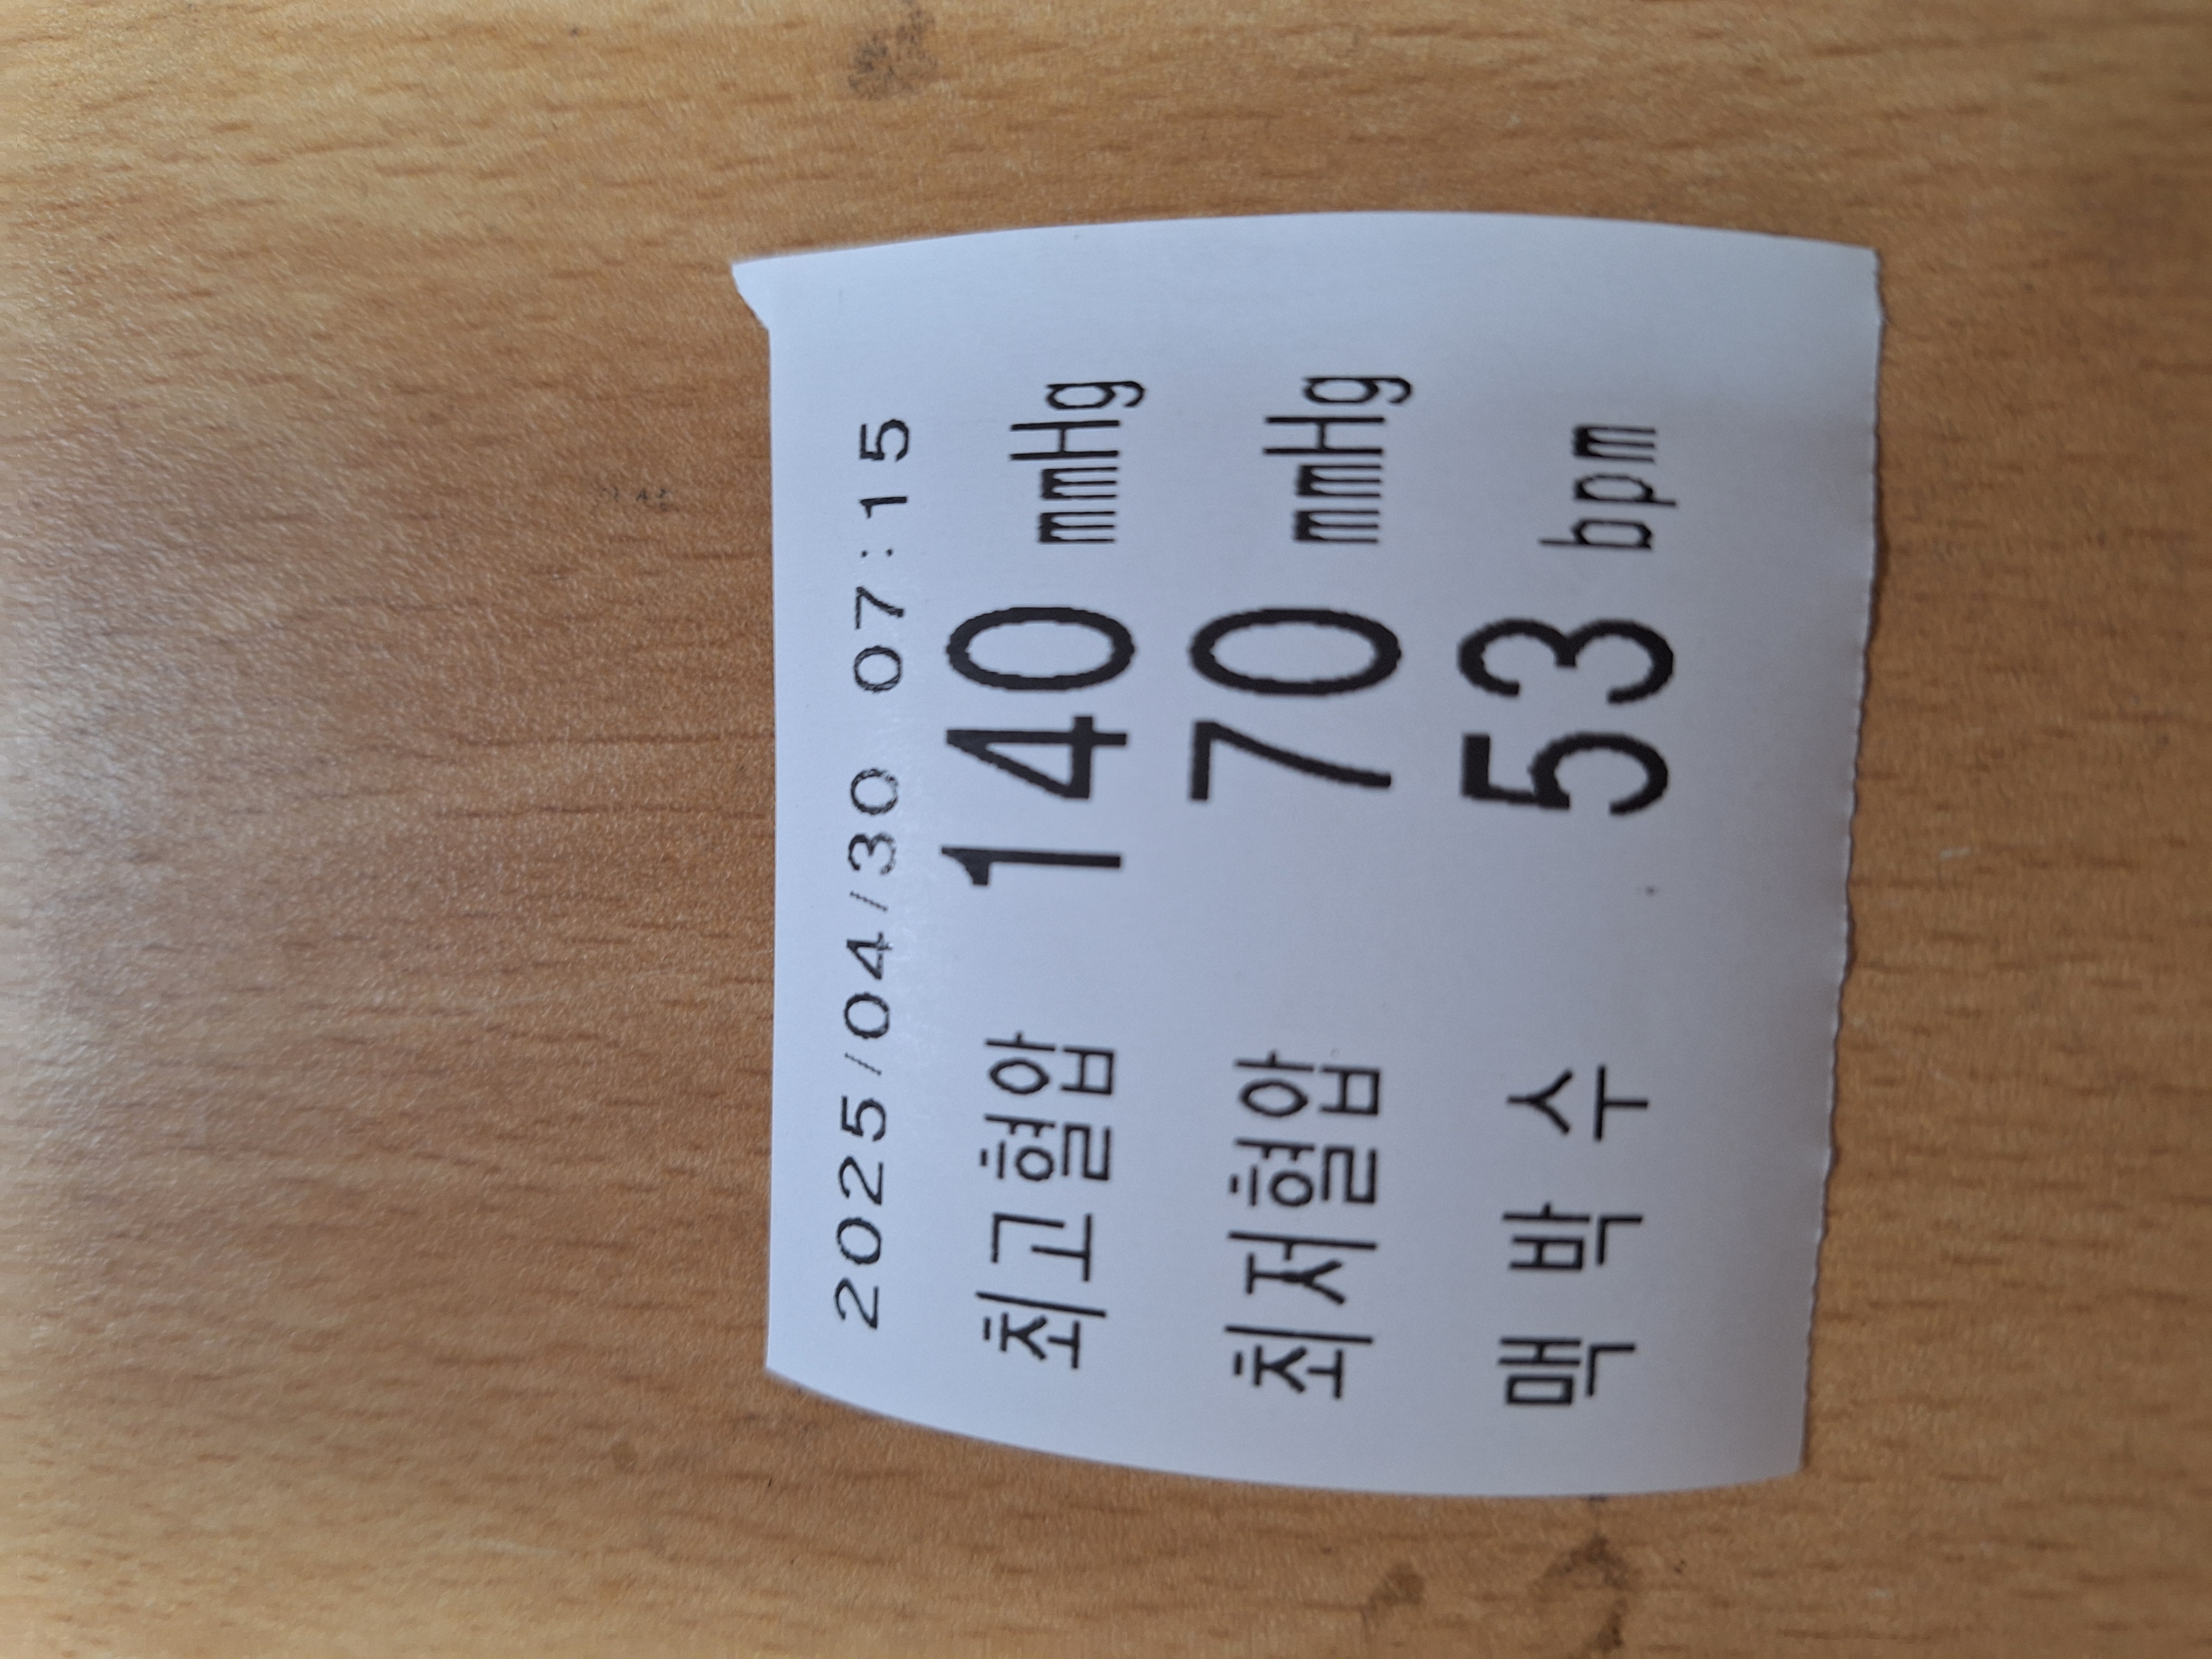 2025/04/30 07:15
최고혈압 140 mmHg
최저혈압 70 mmHg
맥 박 수 53 bpm